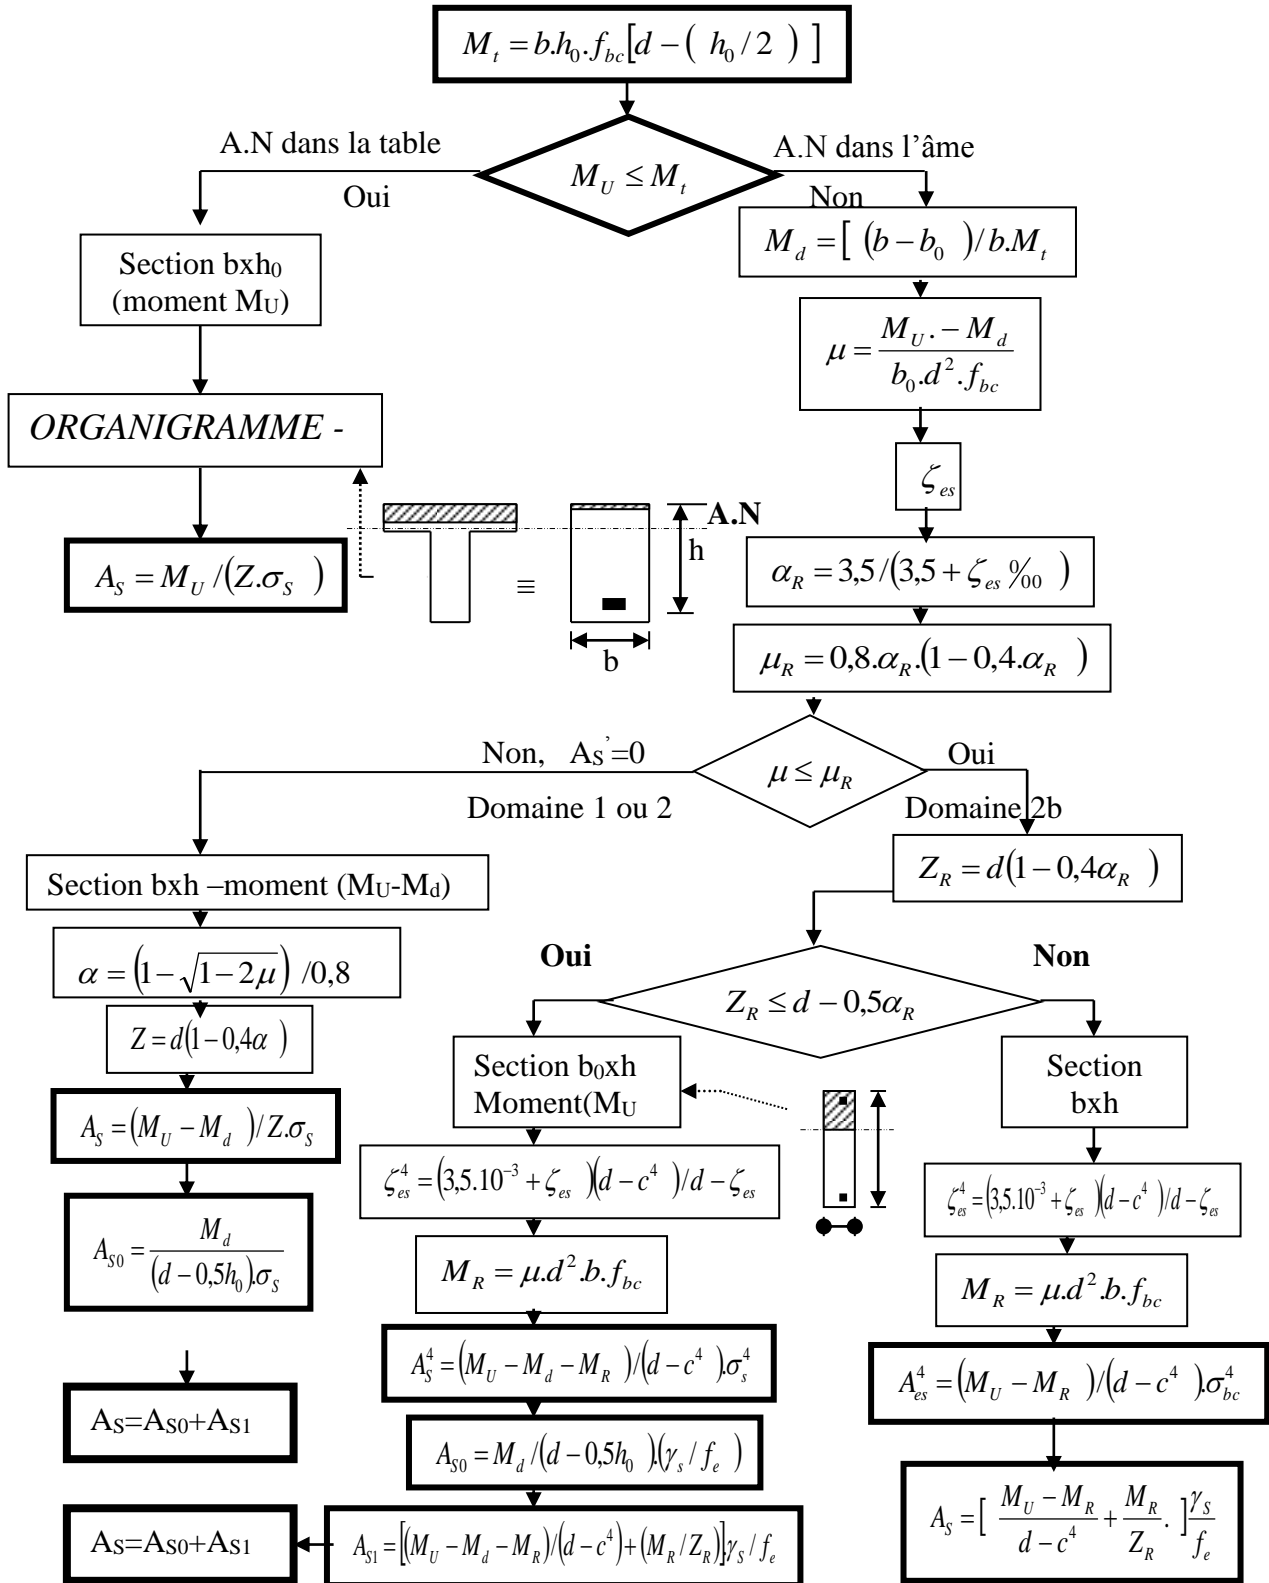 M_t = b.h_0.f_bc[d − ( h_0/2 ) ]
A.N dans la table
A.N dans l’âme
M_U ≤ M_t
Oui
Non
M_d = [ (b − b_0 )/b.M_t
Section bxh0
(moment MU)
μ = (M_U. − M_d)/(b_0.d².f_bc)
ORGANIGRAMME -
ζ_es
A.N
h
A_S = M_U /(Z.σ_S )
≡
b
α_R = 3,5/(3,5 + ζ_es ‰0 )
μ_R = 0,8.α_R.(1 − 0,4.α_R )
Non, AS’=0
μ ≤ μ_R
Oui
Domaine 1 ou 2
Domaine 2b
Section bxh –moment (MU-Md)
Z_R = d(1 − 0,4α_R )
α = (1 − √(1 − 2μ)) /0,8
Oui
Non
Z = d(1 − 0,4α )
Z_R ≤ d − 0,5α_R
Section b0xh
Moment(MU
Section
bxh
A_S = (M_U − M_d )/Z.σ_S
ζ_es^4 = (3,5.10^−3 + ζ_es )(d − c^4 )/d − ζ_es
ζ_es^4 = (3,5.10^−3 + ζ_es )(d − c^4 )/d − ζ_es
A_S0 = M_d/((d − 0,5h_0).σ_S)
M_R = μ.d².b.f_bc
M_R = μ.d².b.f_bc
A_S^4 = (M_U − M_d − M_R )/(d − c^4 ).σ_s^4
A_es^4 = (M_U − M_R )/(d − c^4 ).σ_bc^4
AS=AS0+AS1
A_S0 = M_d /(d − 0,5h_0 ).(γ_s / f_e )
A_S = [ (M_U − M_R)/(d − c^4) + M_R/Z_R . ] γ_S/f_e
AS=AS0+AS1
A_S1 = [(M_U − M_d − M_R)/(d − c^4) + (M_R/Z_R)].γ_S / f_e